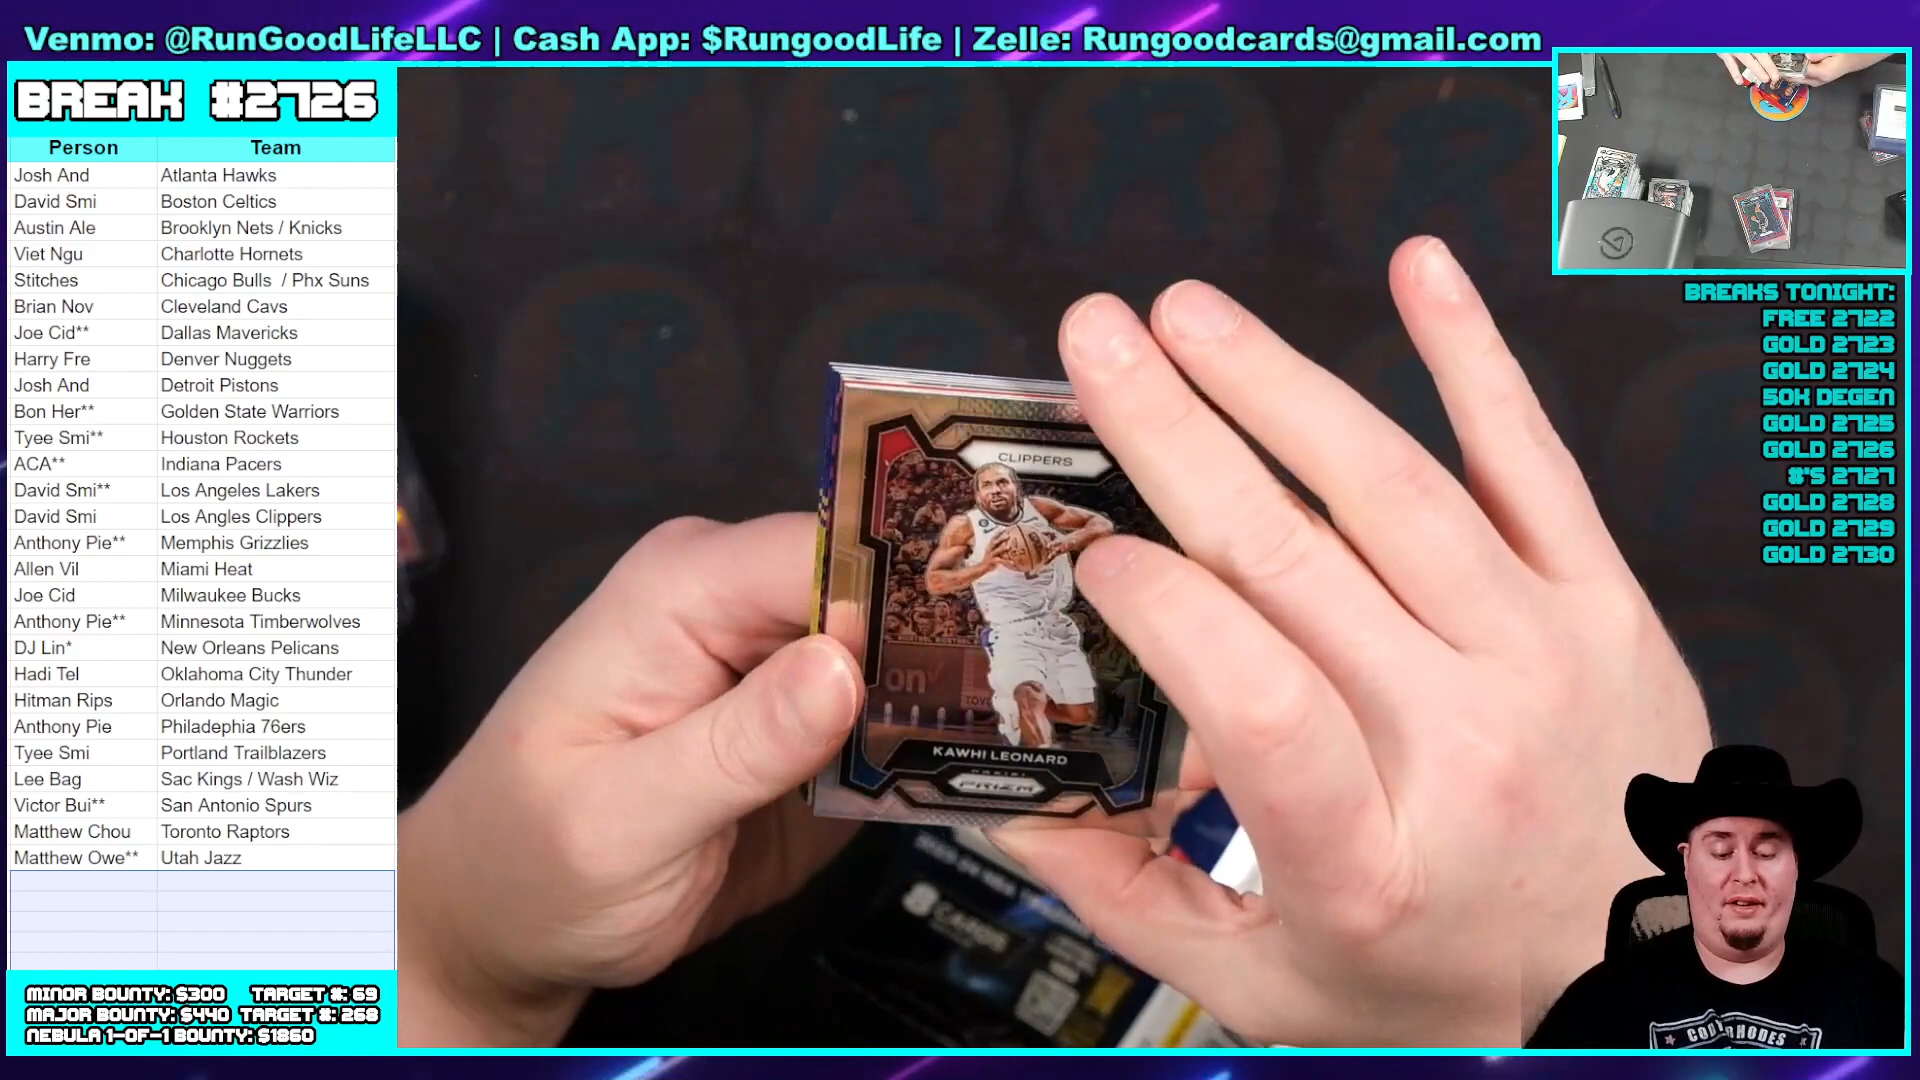 Venmo: @RunGoodLifeLLC | Cash App: $RungoodLife | Zelle: Rungoodcards@gmail.com
BREAK #2726
Person Team
Josh And Atlanta Hawks
David Smi Boston Celtics
Austin Ale Brooklyn Nets / Knicks
Viet Ngu Charlotte Hornets
Stitches Chicago Bulls / Phx Suns
Brian Nov Cleveland Cavs
Joe Cid** Dallas Mavericks
Harry Fre Denver Nuggets
Josh And Detroit Pistons
Bon Her** Golden State Warriors
Tyee Smi** Houston Rockets
ACA** Indiana Pacers
David Smi** Los Angeles Lakers
David Smi Los Angles Clippers
Anthony Pie** Memphis Grizzlies
Allen Vil Miami Heat
Joe Cid Milwaukee Bucks
Anthony Pie** Minnesota Timberwolves
DJ Lin* New Orleans Pelicans
Hadi Tel Oklahoma City Thunder
Hitman Rips Orlando Magic
Anthony Pie Philadephia 76ers
Tyee Smi Portland Trailblazers
Lee Bag Sac Kings / Wash Wiz
Victor Bui** San Antonio Spurs
Matthew Chou Toronto Raptors
Matthew Owe** Utah Jazz
MINOR BOUNTY: $300 TARGET #: 69
MAJOR BOUNTY: $440 TARGET #: 268
NEBULA 1-OF-1 BOUNTY: $1860
CLIPPERS
on
TOYO
KAWHI LEONARD
PANINI
PRIZM
8 CARDS
BREAKS TONIGHT:
FREE 2722
GOLD 2723
GOLD 2724
50K DEGEN
GOLD 2725
GOLD 2726
#'S 2727
GOLD 2728
GOLD 2729
GOLD 2730
CODY RHODES